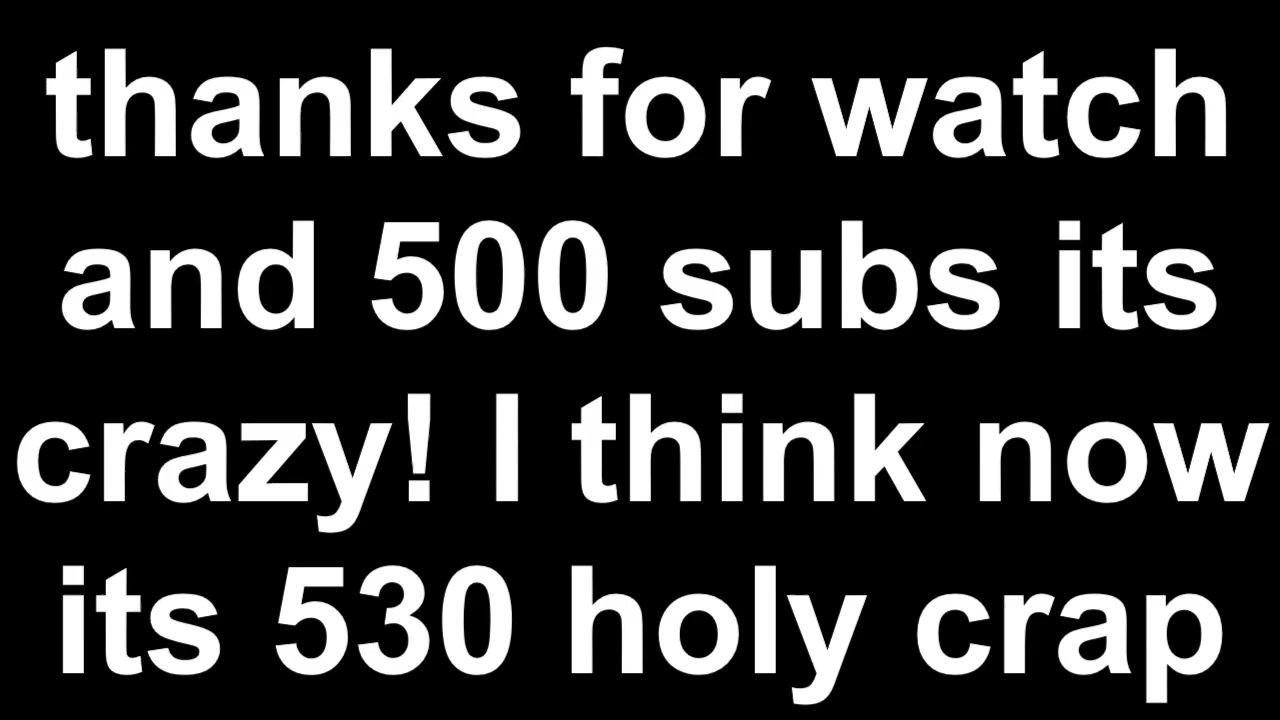 thanks for watch
and 500 subs its
crazy! I think now
its 530 holy crap